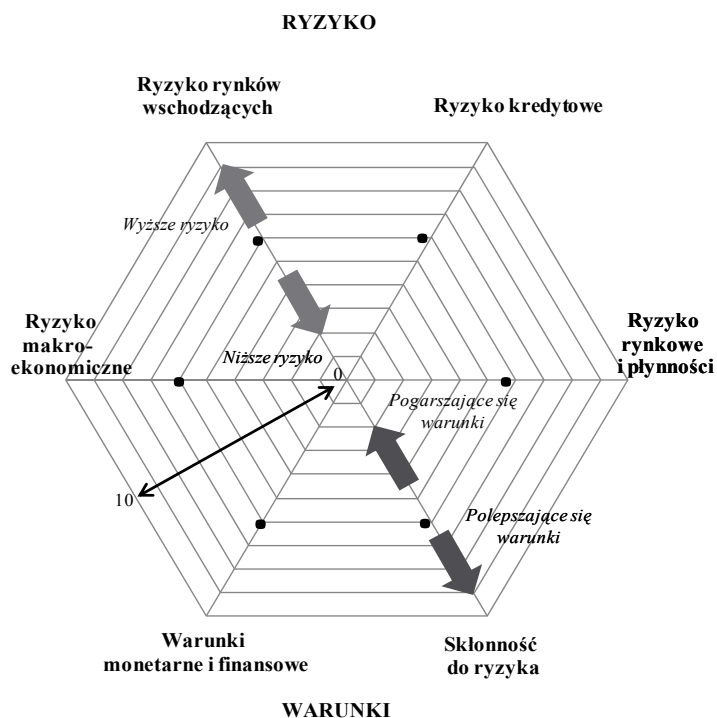 RYZYKO
Ryzyko rynków
wschodzących
Ryzyko kredytowe
Wyższe ryzyko
Ryzyko
makro-
ekonomiczne
Niższe ryzyko
0
Ryzyko
rynkowe
i płynności
Pogarszające się
warunki
10
Polepszające się
warunki
Warunki
monetarne i finansowe
Skłonność
do ryzyka
WARUNKI